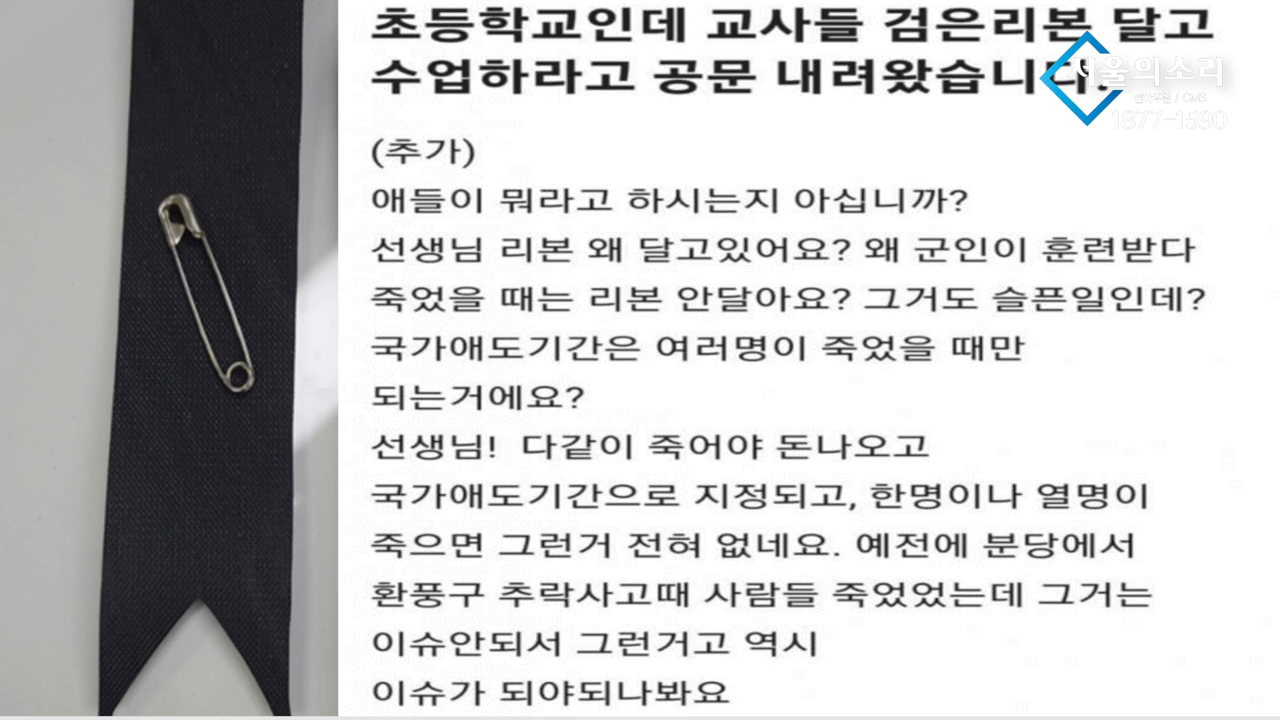 초등학교인데 교사들 검은리본 달고
수업하라고 공문 내려왔습니다.
서울의소리
1877-1580
(추가)
애들이 뭐라고 하시는지 아십니까?
선생님 리본 왜 달고있어요? 왜 군인이 훈련받다
죽었을 때는 리본 안달아요? 그거도 슬픈일인데?
국가애도기간은 여러명이 죽었을 때만
되는거에요?
선생님! 다같이 죽어야 돈나오고
국가애도기간으로 지정되고, 한명이나 열명이
죽으면 그런거 전혀 없네요. 예전에 분당에서
환풍구 추락사고때 사람들 죽었었는데 그거는
이슈안되서 그런거고 역시
이슈가 되야되나봐요